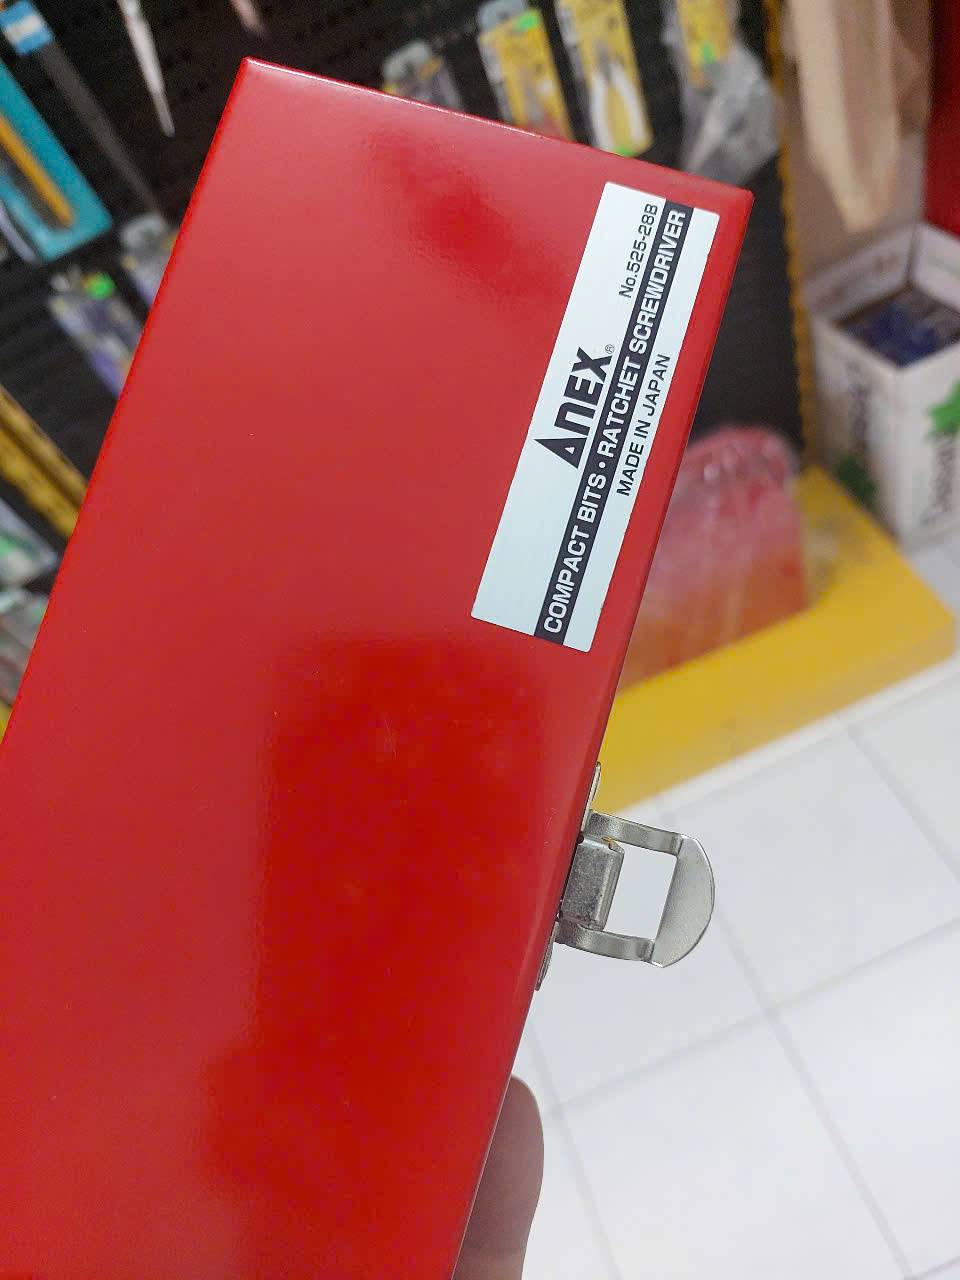 No.525-28B
ANEX®
COMPACT BITS • RATCHET SCREWDRIVER
MADE IN JAPAN